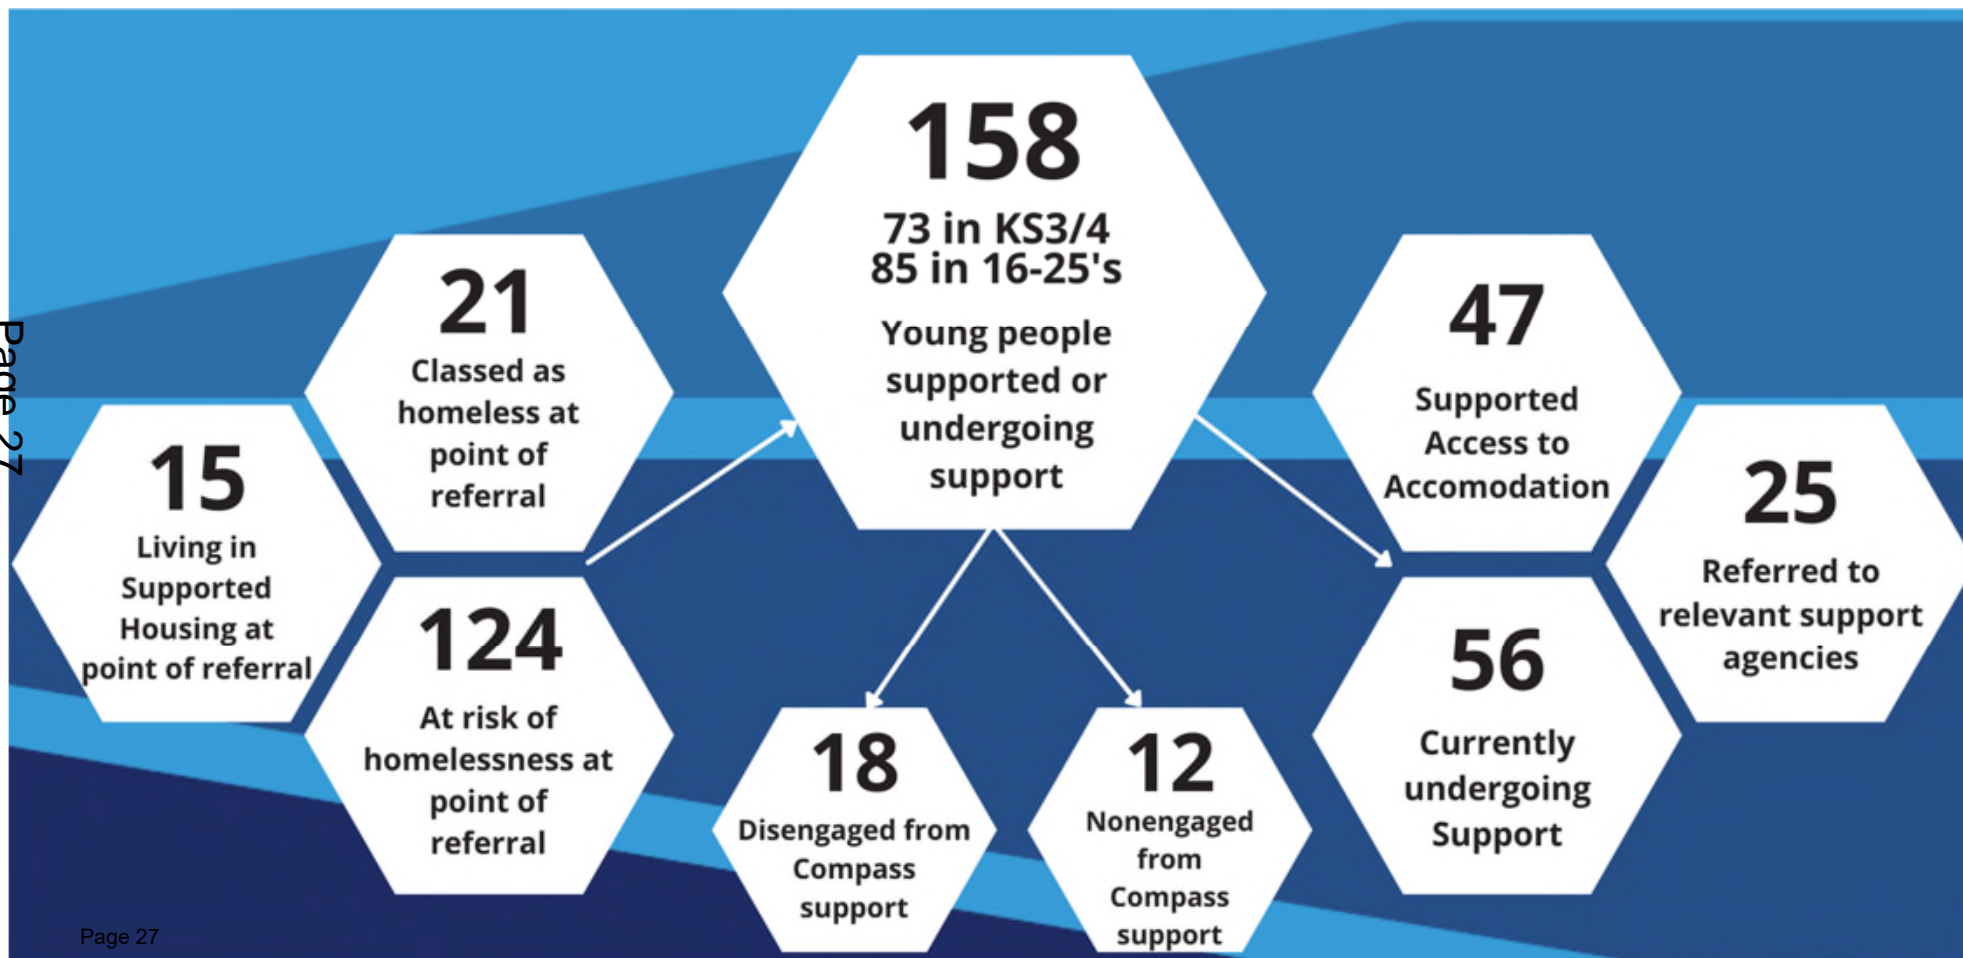 158
73 in KS3/4
85 in 16-25's
Young people
supported or
undergoing
support
21
Classed as
homeless at
point of
referral
15
Living in
Supported
Housing at
point of referral
124
At risk of
homelessness at
point of
referral
18
Disengaged from
Compass
support
12
Nonengaged
from
Compass
support
47
Supported
Access to
Accomodation
25
Referred to
relevant support
agencies
56
Currently
undergoing
Support
Page 27
Page 27